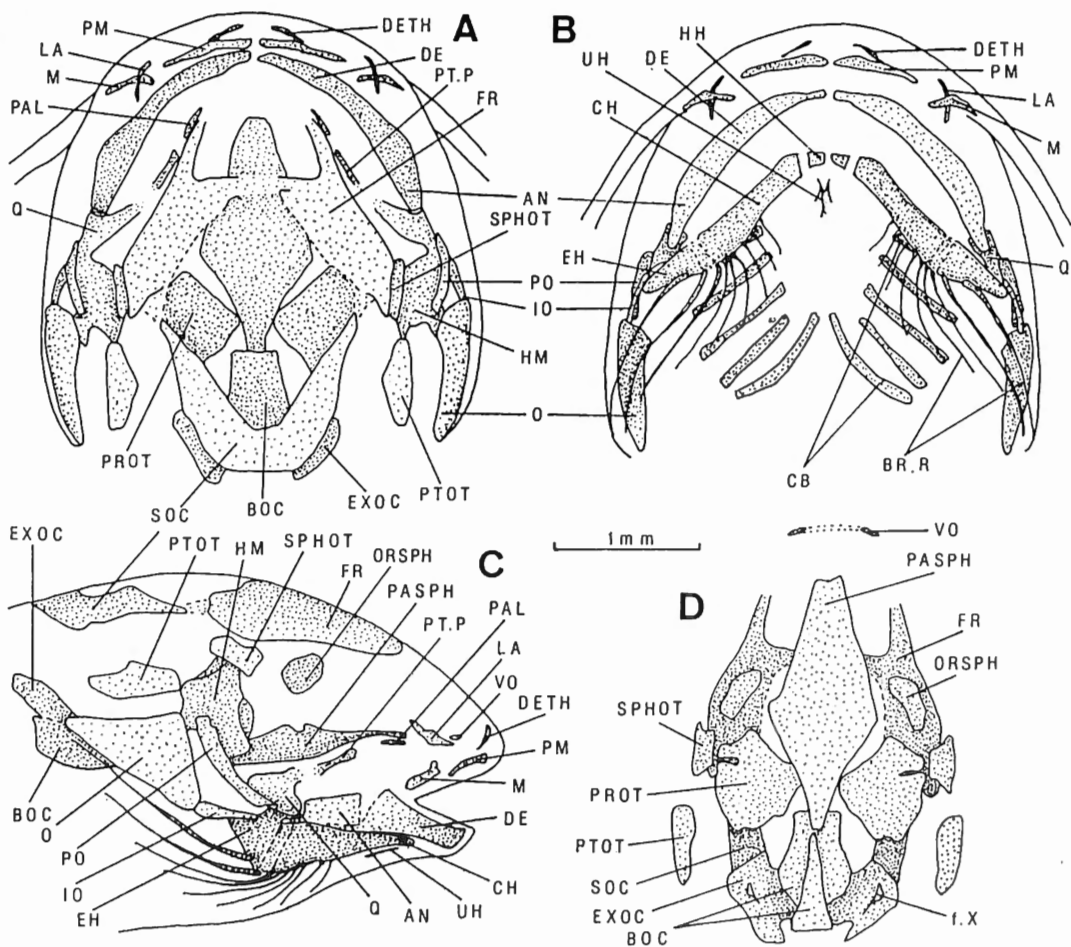 A
PM
LA
M
PAL
Q
DETH
DE
PT.P
FR
AN
SPHOT
PO
IO
HM
O
PROT
SOC
BOC
EXOC
PTOT
B
HH
UH
DE
CH
EH
DETH
PM
LA
M
Q
CB
BR.R
1mm
C
EXOC
PTOT
HM
SPHOT
ORSPH
FR
PASPH
PT.P
PAL
LA
VO
DETH
PM
M
DE
CH
UH
AN
Q
EH
IO
PO
O
BOC
D
VO
PASPH
FR
ORSPH
SPHOT
PROT
PTOT
SOC
EXOC
BOC
f.X